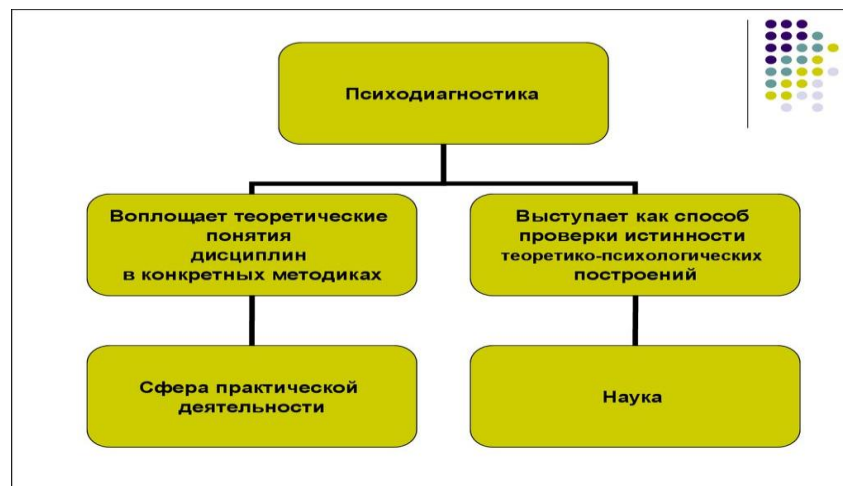 Психодиагностика
Воплощает теоретические
понятия
дисциплин
в конкретных методиках
Выступает как способ
проверки истинности
теоретико-психологических
построений
Сфера практической
деятельности
Наука